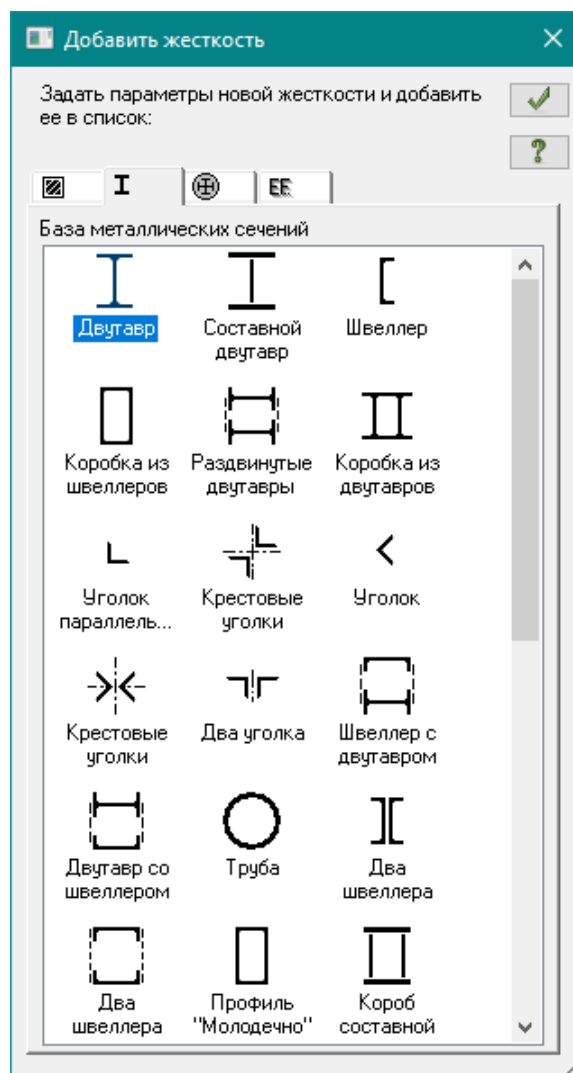 Добавить жесткость
Задать параметры новой жесткости и добавить
ее в список:
I
EE
База металлических сечений
Двутавр
Составной
двутавр
Швеллер
Коробка из
швеллеров
Раздвинутые
двутавры
Коробка из
двутавров
Уголок
параллель...
Крестовые
уголки
Уголок
Крестовые
уголки
Два уголка
Швеллер с
двутавром
Двутавр со
швеллером
Труба
Два
швеллера
Два
швеллера
Профиль
"Молодечно"
Короб
составной